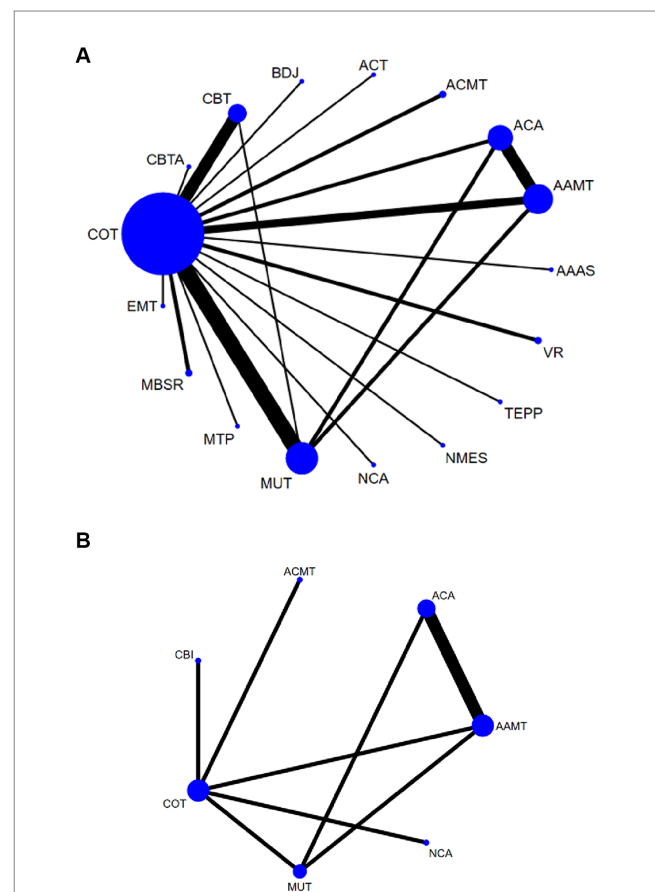 A
BDJ
ACT
ACMT
CBT
ACA
CBTA
AAMT
COT
AAAS
EMT
VR
MBSR
TEPP
MTP
NMES
NCA
MUT
B
ACMT
ACA
CBI
AAMT
COT
NCA
MUT